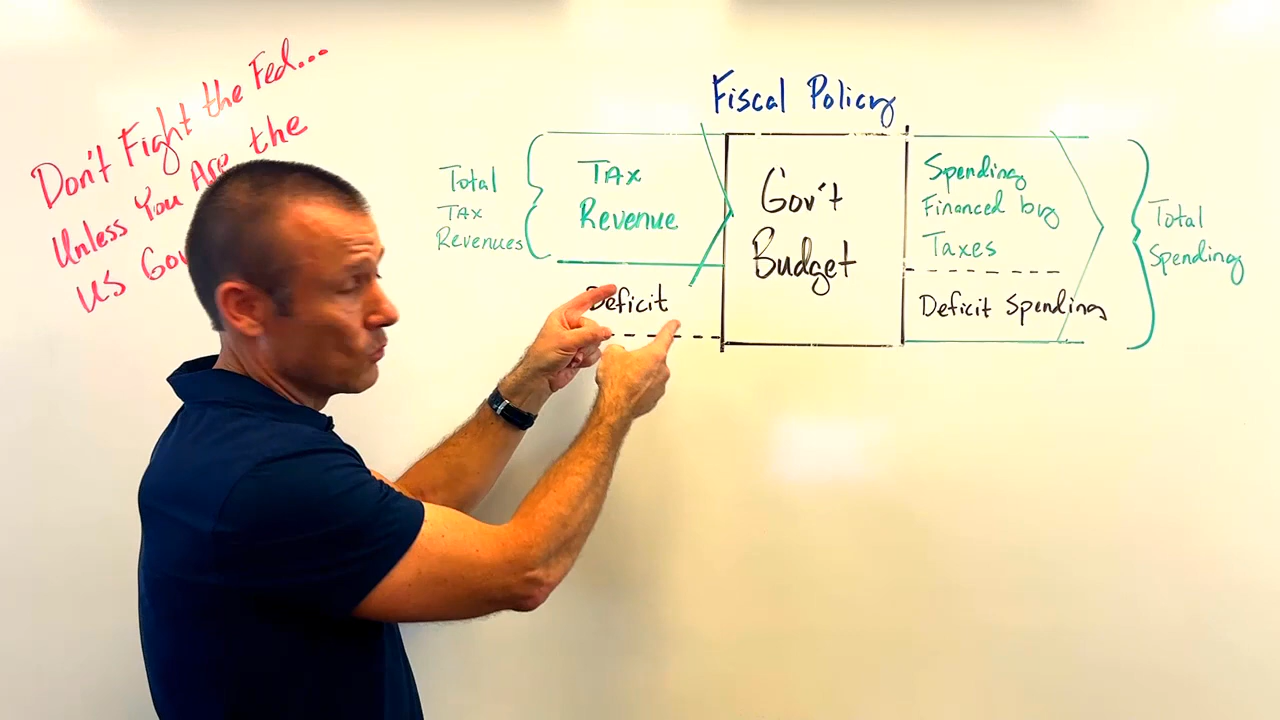 Don't Fight the Fed...
Unless You Are the
US
Fiscal Policy
Total
TAX
Revenues
TAX
Revenue
Deficit
Gov't
Budget
Spending
Financed by
Taxes
Deficit Spending
Total
Spending